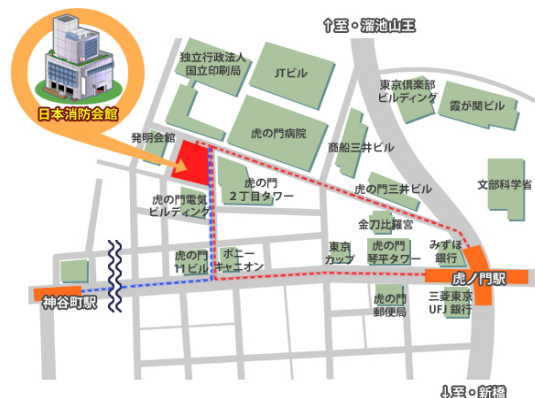 ↑至・溜池山王
独立行政法人
国立印刷局
JTビル
東京倶楽部
ビルディング
霞が関ビル
日本消防会館
発明会館
虎の門病院
商船三井ビル
虎の門
2丁目タワー
虎の門三井ビル
文部科学省
虎の門電気
ビルディング
金刀比羅宮
虎の門
11ビル
ポニー
キャニオン
東京
カップ
虎の門
琴平タワー
みずほ
銀行
神谷町駅
虎ノ門駅
虎の門
郵便局
三菱東京
UFJ 銀行
↓至・新橋